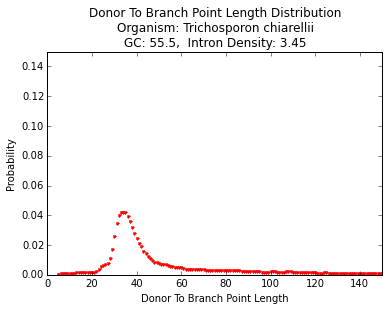 Donor To Branch Point Length Distribution
Organism: Trichosporon chiarellii
GC: 55.5,  Intron Density: 3.45
0.14
0.12
0.10
0.08
0.06
0.04
0.02
0.00
Probability
0 20 40 60 80 100 120 140
Donor To Branch Point Length